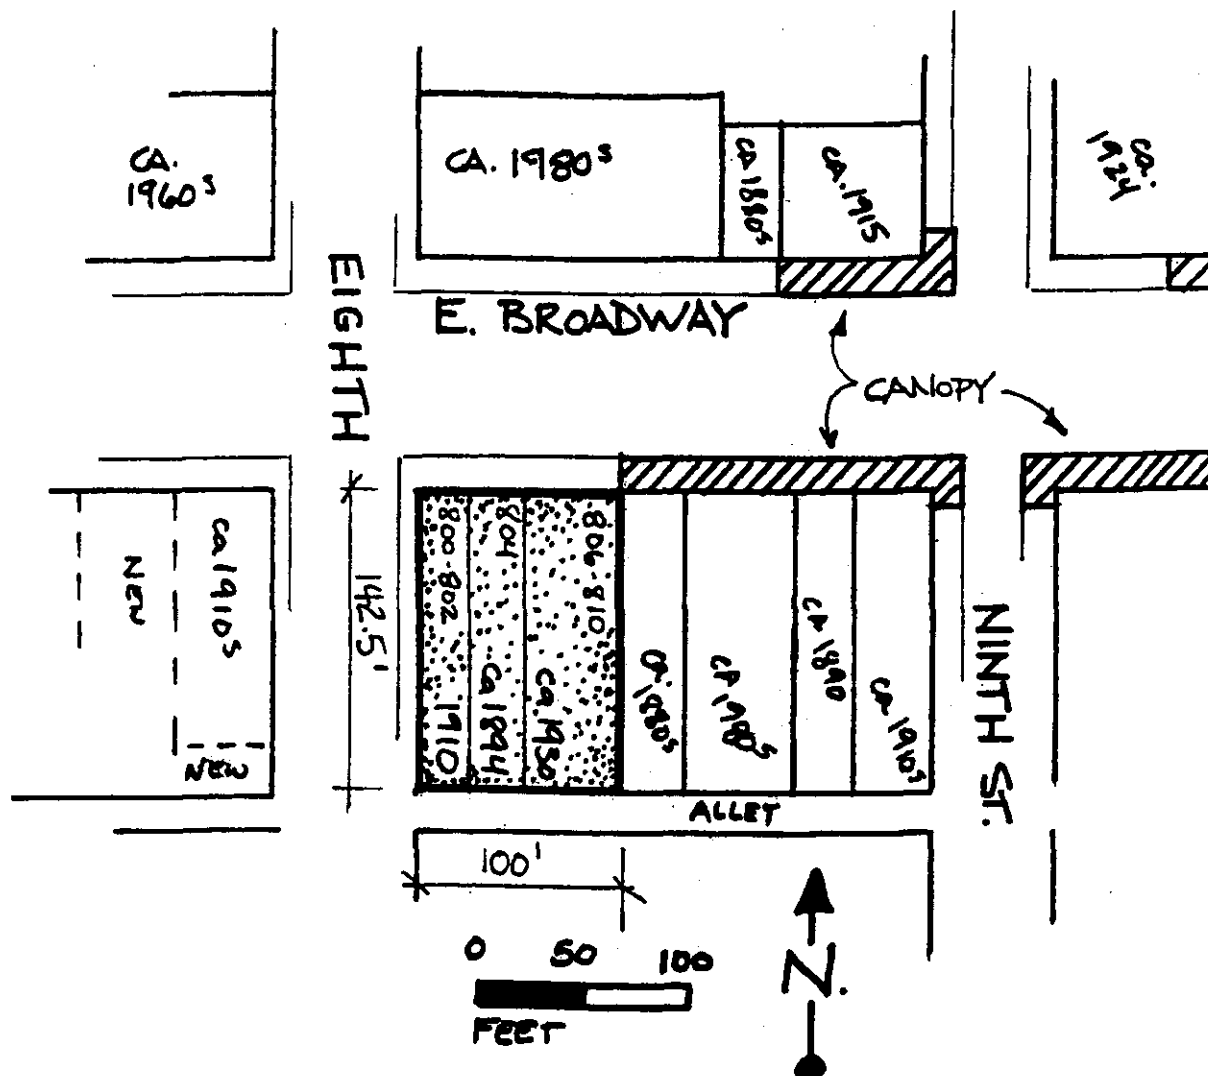 CA.
1960s
CA. 1980s
CA 1880s
CA. 1915
ca.
1924
EIGHTH
E. BROADWAY
CANOPY
NEW
ca 1910s
NEW
142.5'
800-802
1910
804
ca 1894
806-810
ca 1930
CA 1980s
CA 1890
ca 1910s
NINTH ST.
ALLEY
100'
0 50 100
FEET
N.